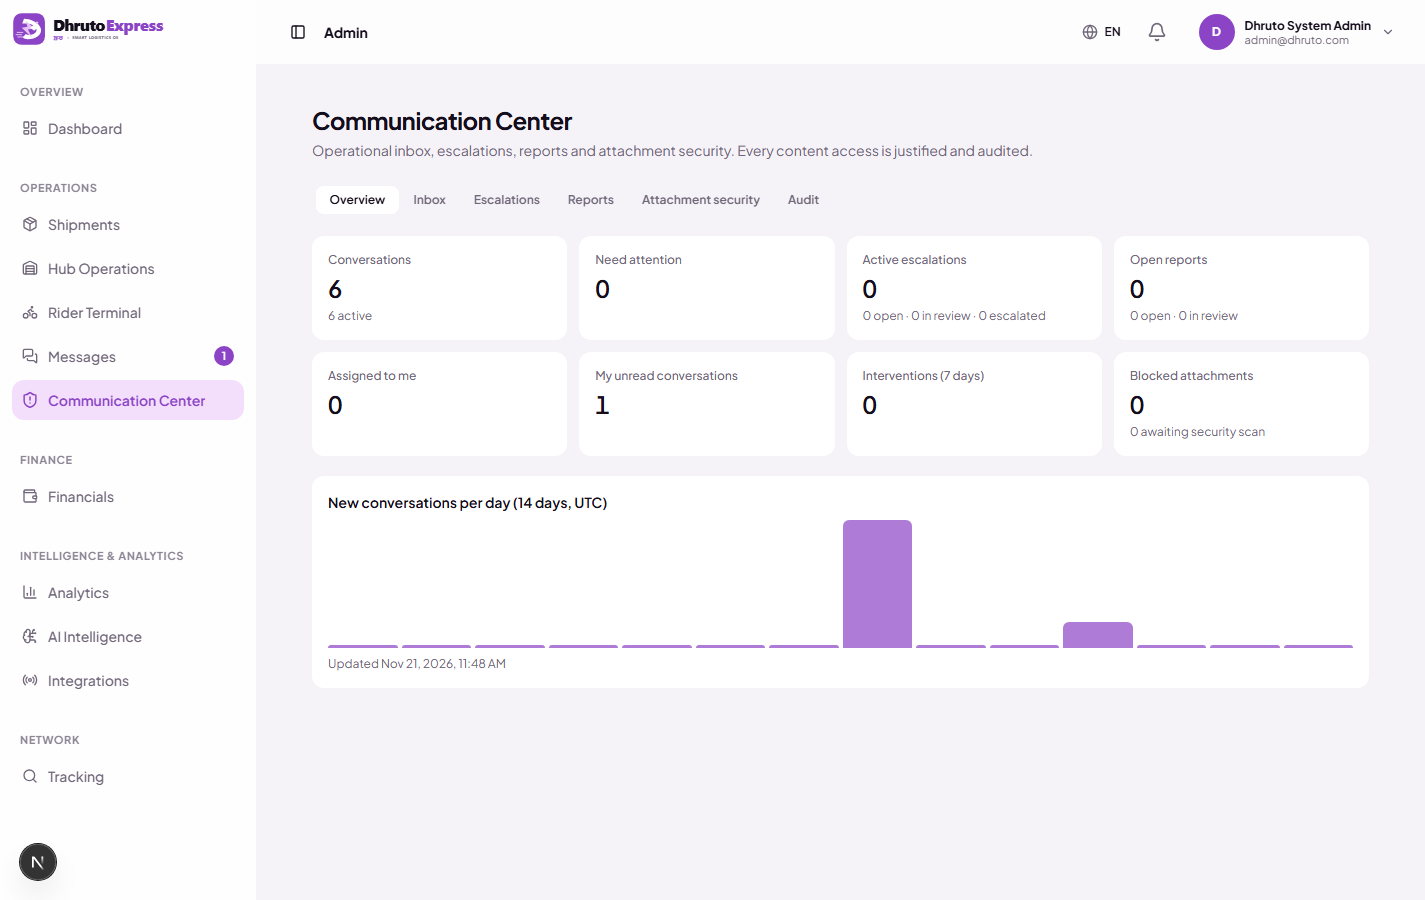 Dhruto Express
SMART LOGISTICS OS
Admin
EN
D
Dhruto System Admin
admin@dhruto.com
OVERVIEW
Dashboard
OPERATIONS
Shipments
Hub Operations
Rider Terminal
Messages
1
Communication Center
FINANCE
Financials
INTELLIGENCE & ANALYTICS
Analytics
AI Intelligence
Integrations
NETWORK
Tracking
N
Communication Center
Operational inbox, escalations, reports and attachment security. Every content access is justified and audited.
Overview Inbox Escalations Reports Attachment security Audit
Conversations
6
6 active
Need attention
0
Active escalations
0
0 open · 0 in review · 0 escalated
Open reports
0
0 open · 0 in review
Assigned to me
0
My unread conversations
1
Interventions (7 days)
0
Blocked attachments
0
0 awaiting security scan
New conversations per day (14 days, UTC)
Updated Nov 21, 2026, 11:48 AM